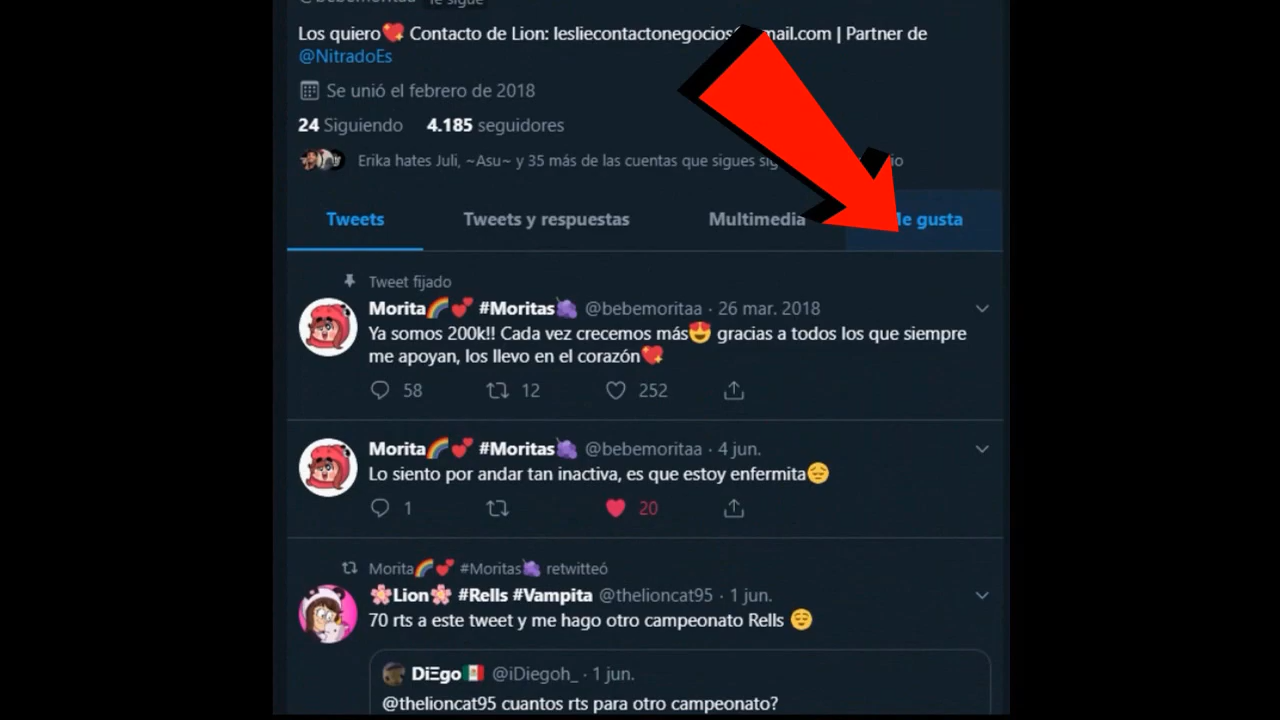 Te sigue
Los quiero💖 Contacto de Lion: lesliecontactonegocios mail.com | Partner de
@NitradoEs
Se unió el febrero de 2018
24 Siguiendo 4.185 seguidores
Erika hates Juli, ~Asu~ y 35 más de las cuentas que sigues
Tweets Tweets y respuestas Multimedia Me gusta
Tweet fijado
Morita🌈💕 #Moritas🍇 @bebemoritaa · 26 mar. 2018
Ya somos 200k!! Cada vez crecemos más😍 gracias a todos los que siempre
me apoyan, los llevo en el corazón💖
58 12 252
Morita🌈💕 #Moritas🍇 @bebemoritaa · 4 jun.
Lo siento por andar tan inactiva, es que estoy enfermita😔
1 20
Morita🌈💕 #Moritas🍇 retwitteó
🌸Lion🌸 #Rells #Vampita @thelioncat95 · 1 jun.
70 rts a este tweet y me hago otro campeonato Rells 😌
DiΞgo🇲🇽 @iDiegoh_ · 1 jun.
@thelioncat95 cuantos rts para otro campeonato?